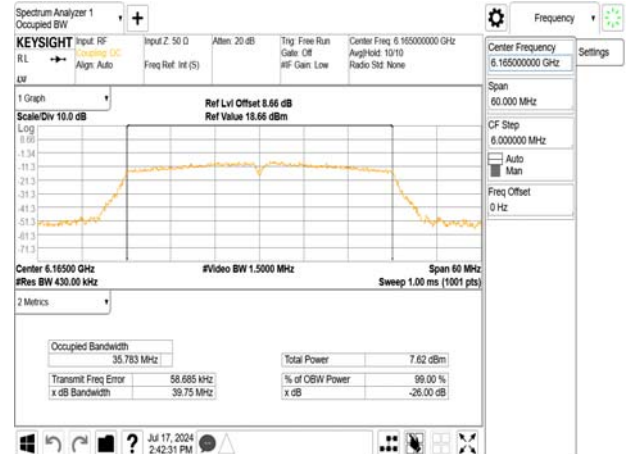 Spectrum Analyzer 1
Occupied BW
Frequency
KEYSIGHT
Input: RF
Coupling: DC
Align: Auto
Input Z: 50 Ω
Freq Ref: Int (S)
Atten: 20 dB
Trig: Free Run
Gate: Off
#IF Gain: Low
Center Freq: 6.165000000 GHz
Avg|Hold: 10/10
Radio Std: None
RL
Center Frequency
6.165000000 GHz
Settings
Span
60.000 MHz
CF Step
6.000000 MHz
Auto
Man
Freq Offset
0 Hz
1 Graph
Scale/Div 10.0 dB
Ref Lvl Offset 8.66 dB
Ref Value 18.66 dBm
Log
8.66
-1.34
-11.3
-21.3
-31.3
-41.3
-51.3
-61.3
-71.3
Center 6.16500 GHz
#Video BW 1.5000 MHz
Span 60 MHz
#Res BW 430.00 kHz
Sweep 1.00 ms (1001 pts)
2 Metrics
Occupied Bandwidth
35.783 MHz
Total Power 7.62 dBm
Transmit Freq Error 58.685 kHz
% of OBW Power 99.00 %
x dB Bandwidth 39.75 MHz
x dB -26.00 dB
Jul 17, 2024
2:42:31 PM